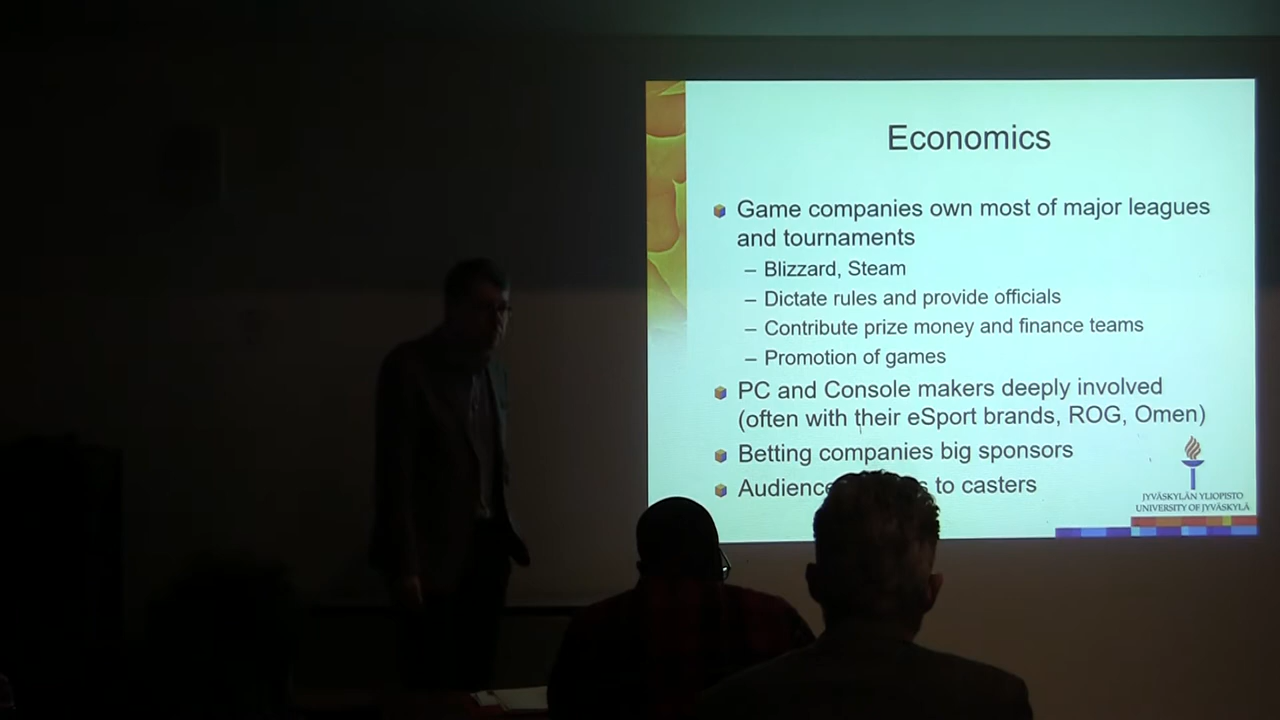 Economics
Game companies own most of major leagues
and tournaments
– Blizzard, Steam
– Dictate rules and provide officials
– Contribute prize money and finance teams
– Promotion of games
PC and Console makers deeply involved
(often with their eSport brands, ROG, Omen)
Betting companies big sponsors
Audience to casters
JYVÄSKYLÄN YLIOPISTO
UNIVERSITY OF JYVÄSKYLÄ